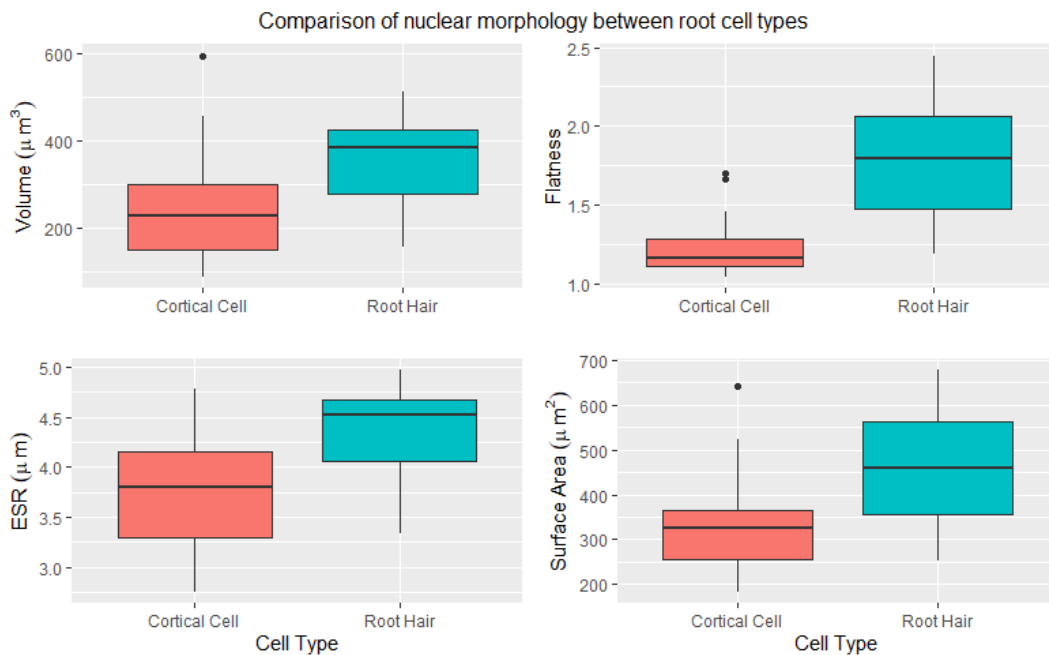 Comparison of nuclear morphology between root cell types
Volume (μm³)
600
400
200
Cortical Cell Root Hair
Flatness
2.5
2.0
1.5
1.0
Cortical Cell Root Hair
ESR (μm)
5.0
4.5
4.0
3.5
3.0
Cortical Cell Root Hair
Cell Type
Surface Area (μm²)
700
600
500
400
300
200
Cortical Cell Root Hair
Cell Type